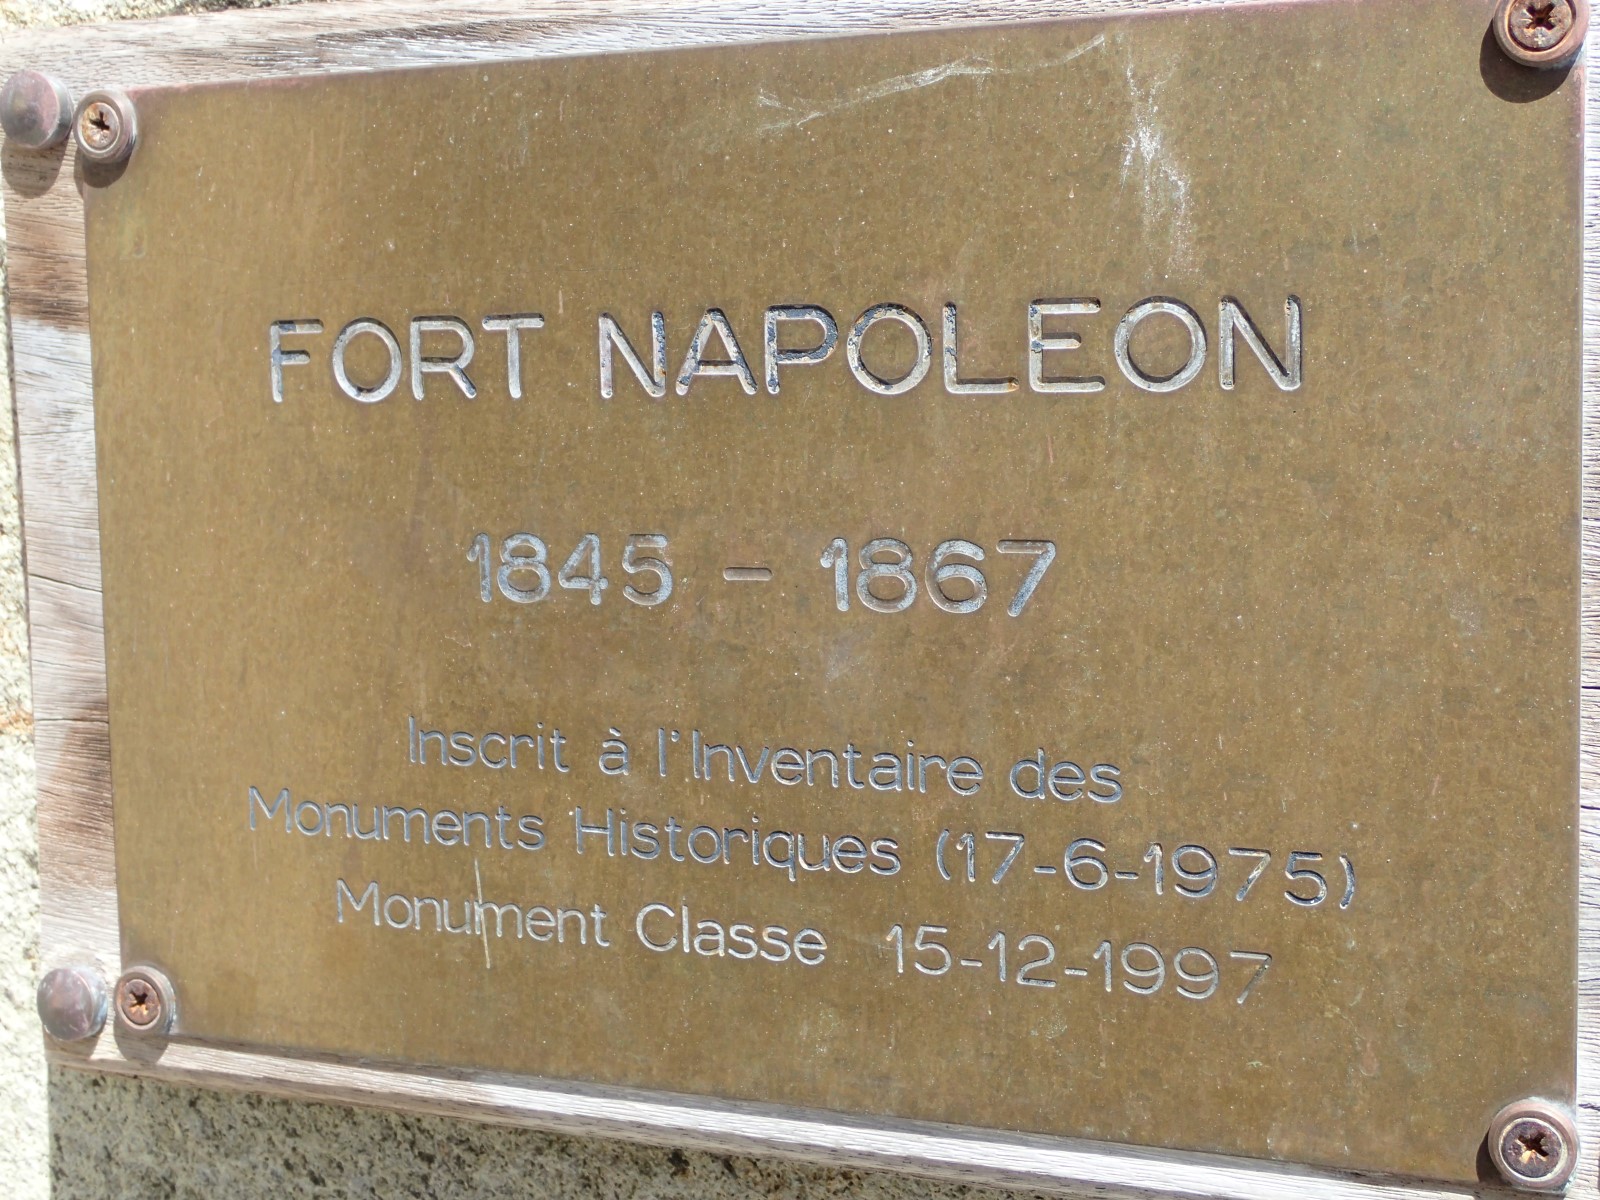 FORT NAPOLEON
1845 - 1867
Inscrit à l'Inventaire des
Monuments Historiques (17-6-1975)
Monument Classe 15-12-1997